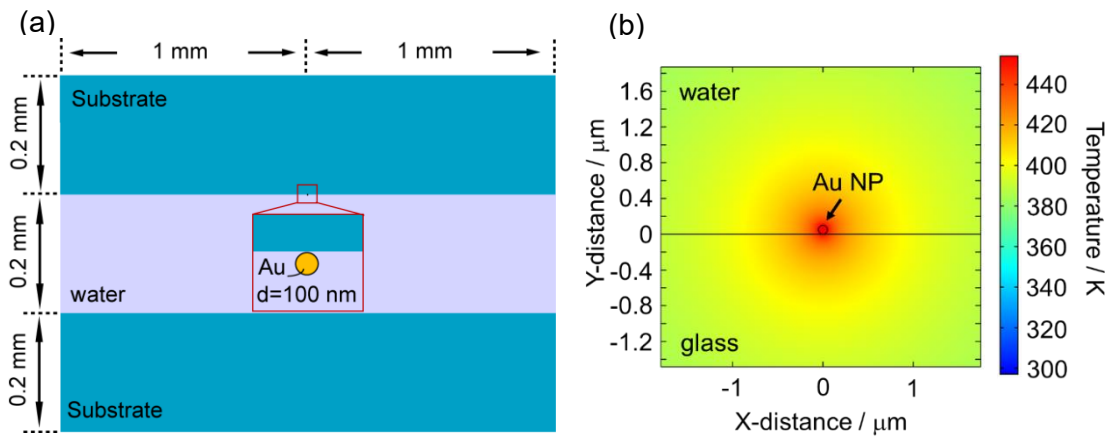 (a)
1 mm
1 mm
Substrate
0.2 mm
0.2 mm
Au
d=100 nm
water
0.2 mm
Substrate
(b)
water
Au NP
glass
1.6
1.2
0.8
0.4
0
-0.4
-0.8
-1.2
Y-distance / μm
-1
0
1
X-distance / μm
440
420
400
380
360
340
320
300
Temperature / K